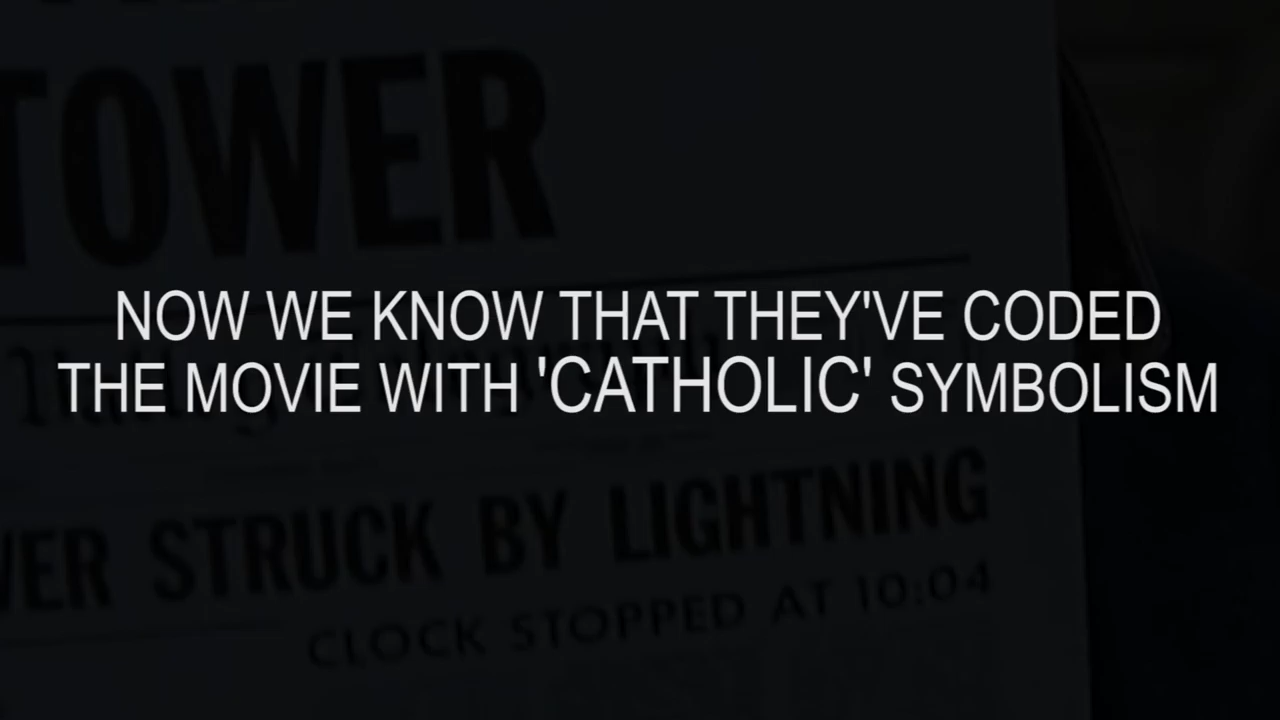 TOWER
NOW WE KNOW THAT THEY'VE CODED
THE MOVIE WITH 'CATHOLIC' SYMBOLISM
STRUCK BY LIGHTNING
CLOCK STOPPED AT 10:04